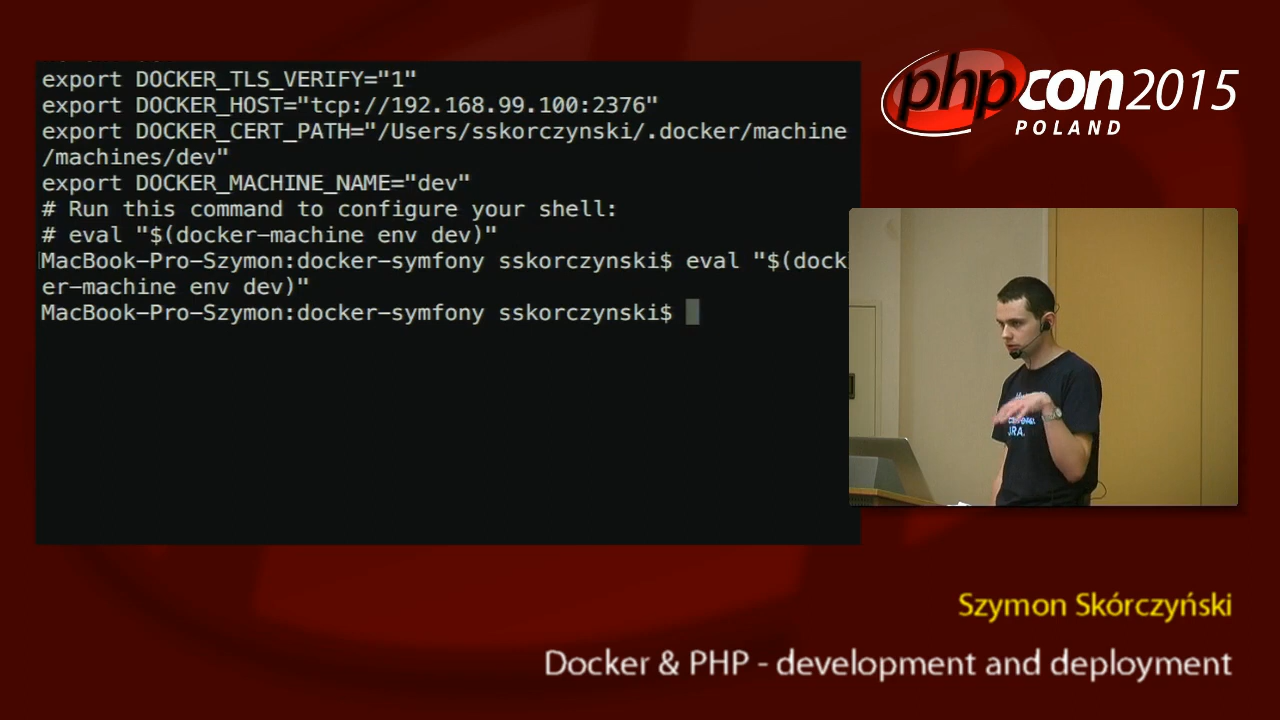 export DOCKER_TLS_VERIFY="1"
export DOCKER_HOST="tcp://192.168.99.100:2376"
export DOCKER_CERT_PATH="/Users/sskorczynski/.docker/machine
/machines/dev"
export DOCKER_MACHINE_NAME="dev"
# Run this command to configure your shell:
# eval "$(docker-machine env dev)"
MacBook-Pro-Szymon:docker-symfony sskorczynski$ eval "$(dock
er-machine env dev)"
MacBook-Pro-Szymon:docker-symfony sskorczynski$
phpcon2015
POLAND
Szymon Skórczyński
Docker & PHP - development and deployment